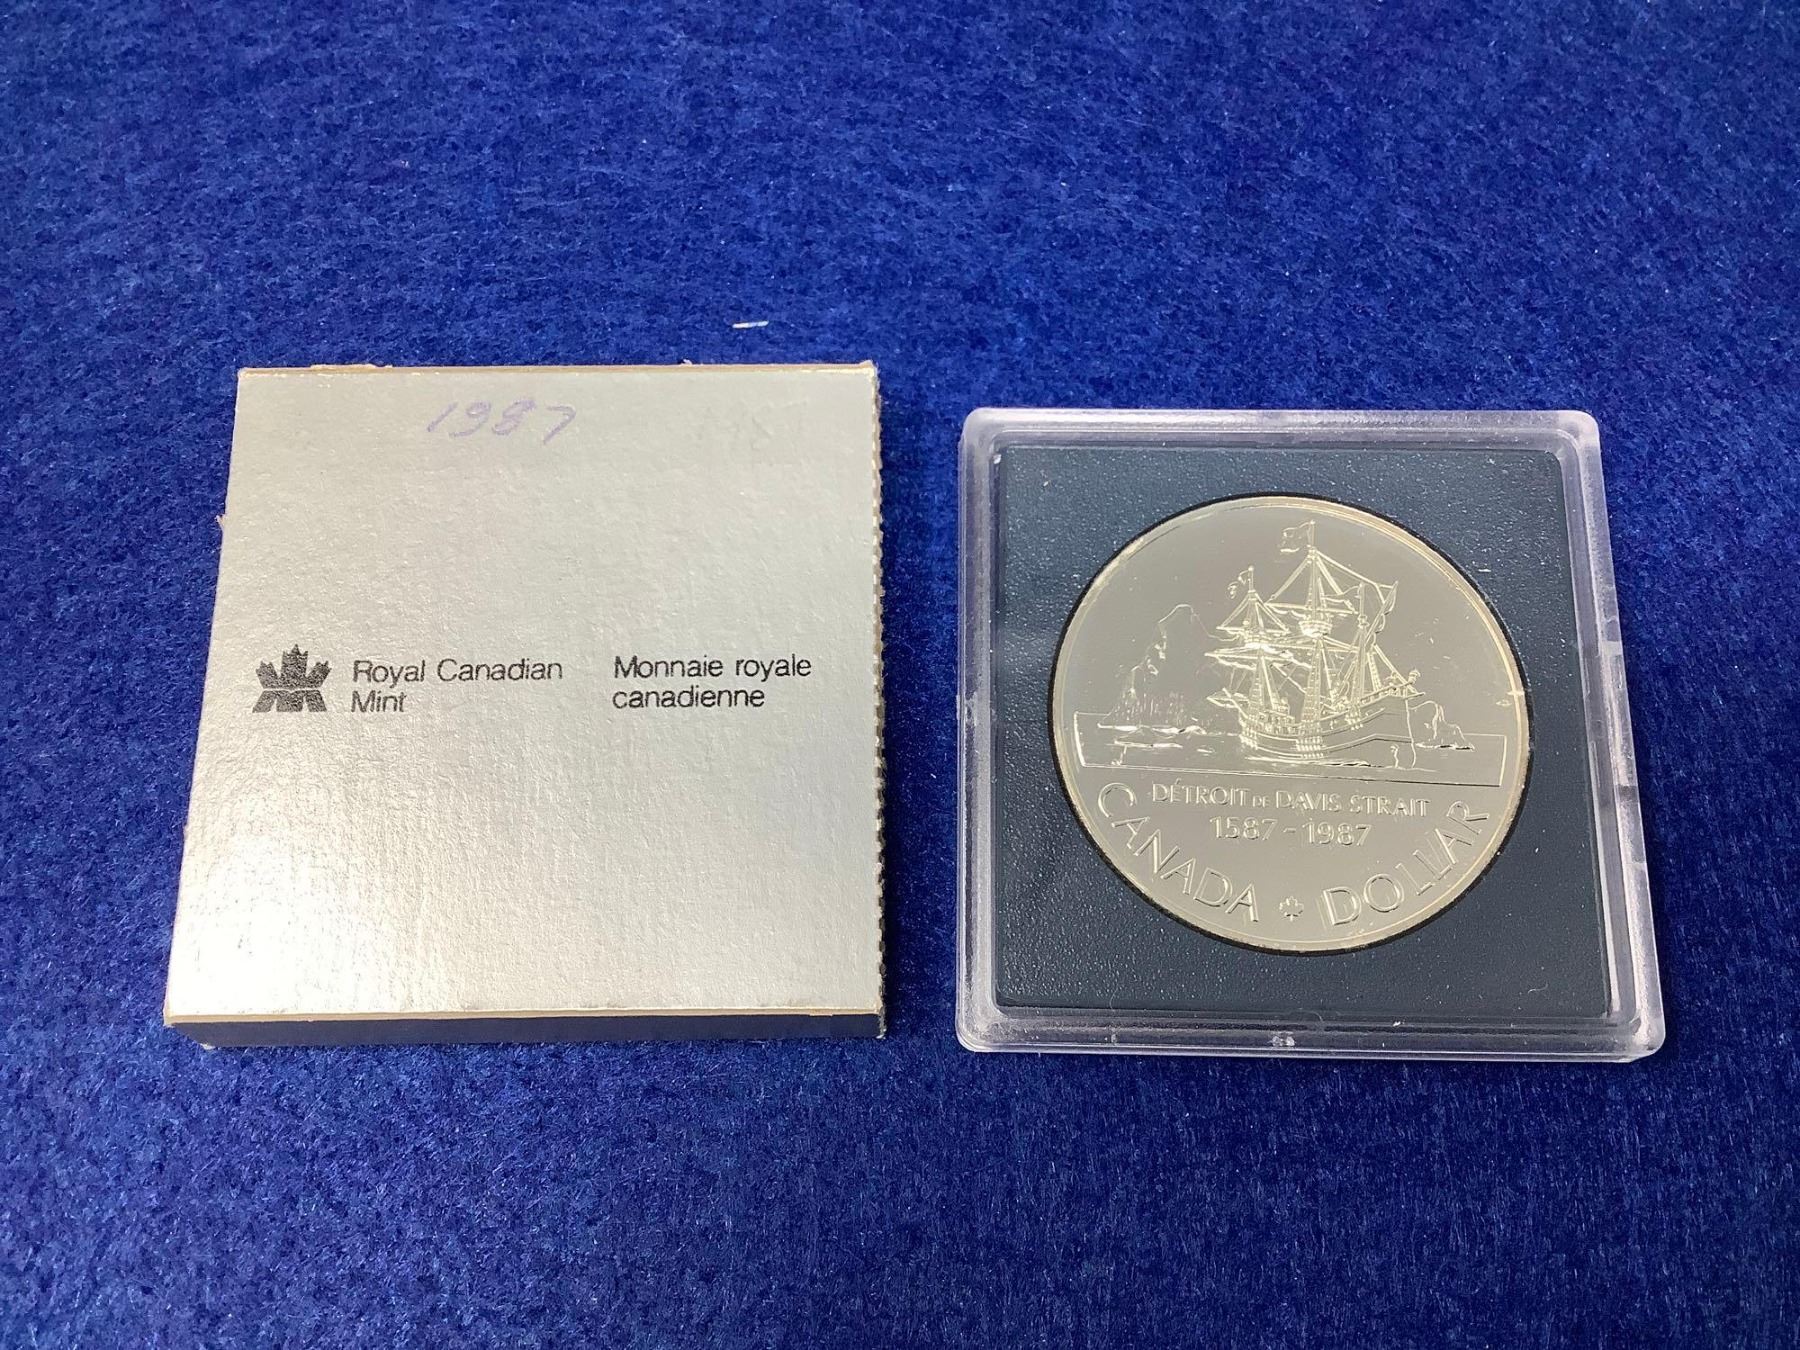 1987
Royal Canadian
Mint
Monnaie royale
canadienne
DÉTROIT DE DAVIS STRAIT
1587-1987
CANADA DOLLAR